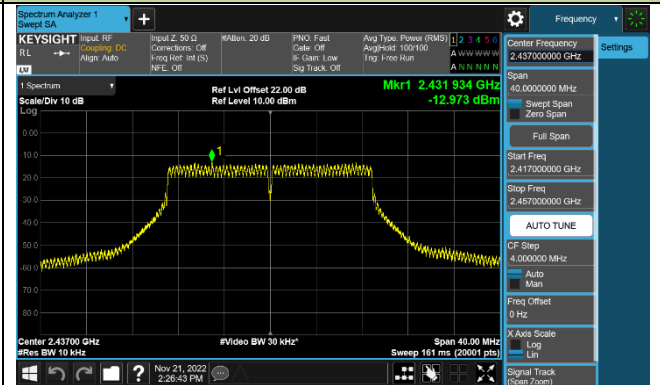 Spectrum Analyzer 1
Swept SA
+
Frequency
KEYSIGHT
RL
LXI
Input: RF
Coupling: DC
Align: Auto
Input Z: 50 Ω
Corrections: Off
Freq Ref: Int (S)
NFE: Off
#Atten: 20 dB
PNO: Fast
Gate: Off
IF Gain: Low
Sig Track: Off
Avg Type: Power (RMS)
Avg|Hold: 100/100
Trig: Free Run
1 2 3 4 5 6
A W W W W W
A N N N N N
1 Spectrum
Scale/Div 10 dB
Log
Ref Lvl Offset 22.00 dB
Ref Level 10.00 dBm
Mkr1 2.431 934 GHz
-12.973 dBm
1
0.00
-10.0
-20.0
-30.0
-40.0
-50.0
-60.0
-70.0
-80.0
Center 2.43700 GHz
#Res BW 10 kHz
#Video BW 30 kHz*
Span 40.00 MHz
Sweep 161 ms (20001 pts)
Nov 21, 2022
2:26:43 PM
?
Center Frequency
2.437000000 GHz
Settings
Span
40.0000000 MHz
Swept Span
Zero Span
Full Span
Start Freq
2.417000000 GHz
Stop Freq
2.457000000 GHz
AUTO TUNE
CF Step
4.000000 MHz
Auto
Man
Freq Offset
0 Hz
X Axis Scale
Log
Lin
Signal Track
(Span Zoom)